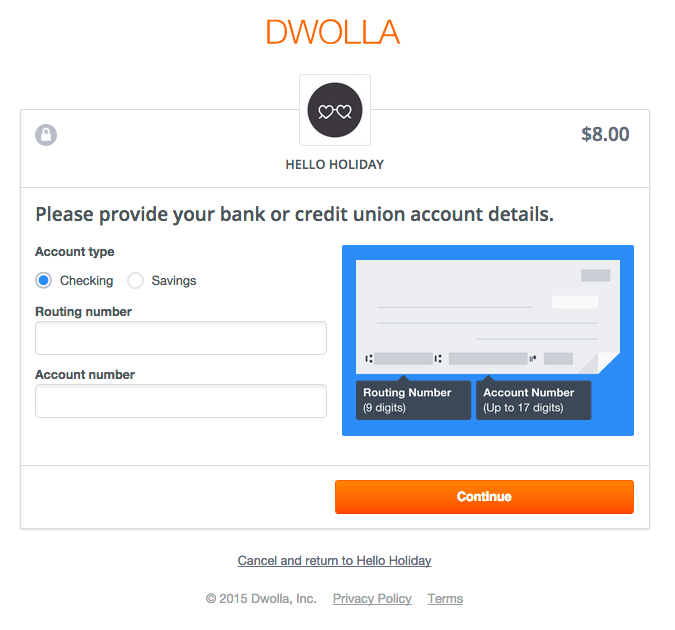 DWOLLA
$8.00
HELLO HOLIDAY
Please provide your bank or credit union account details.
Account type
Checking Savings
Routing number
Account number
Routing Number
(9 digits)
Account Number
(Up to 17 digits)
Continue
Cancel and return to Hello Holiday
© 2015 Dwolla, Inc. Privacy Policy Terms